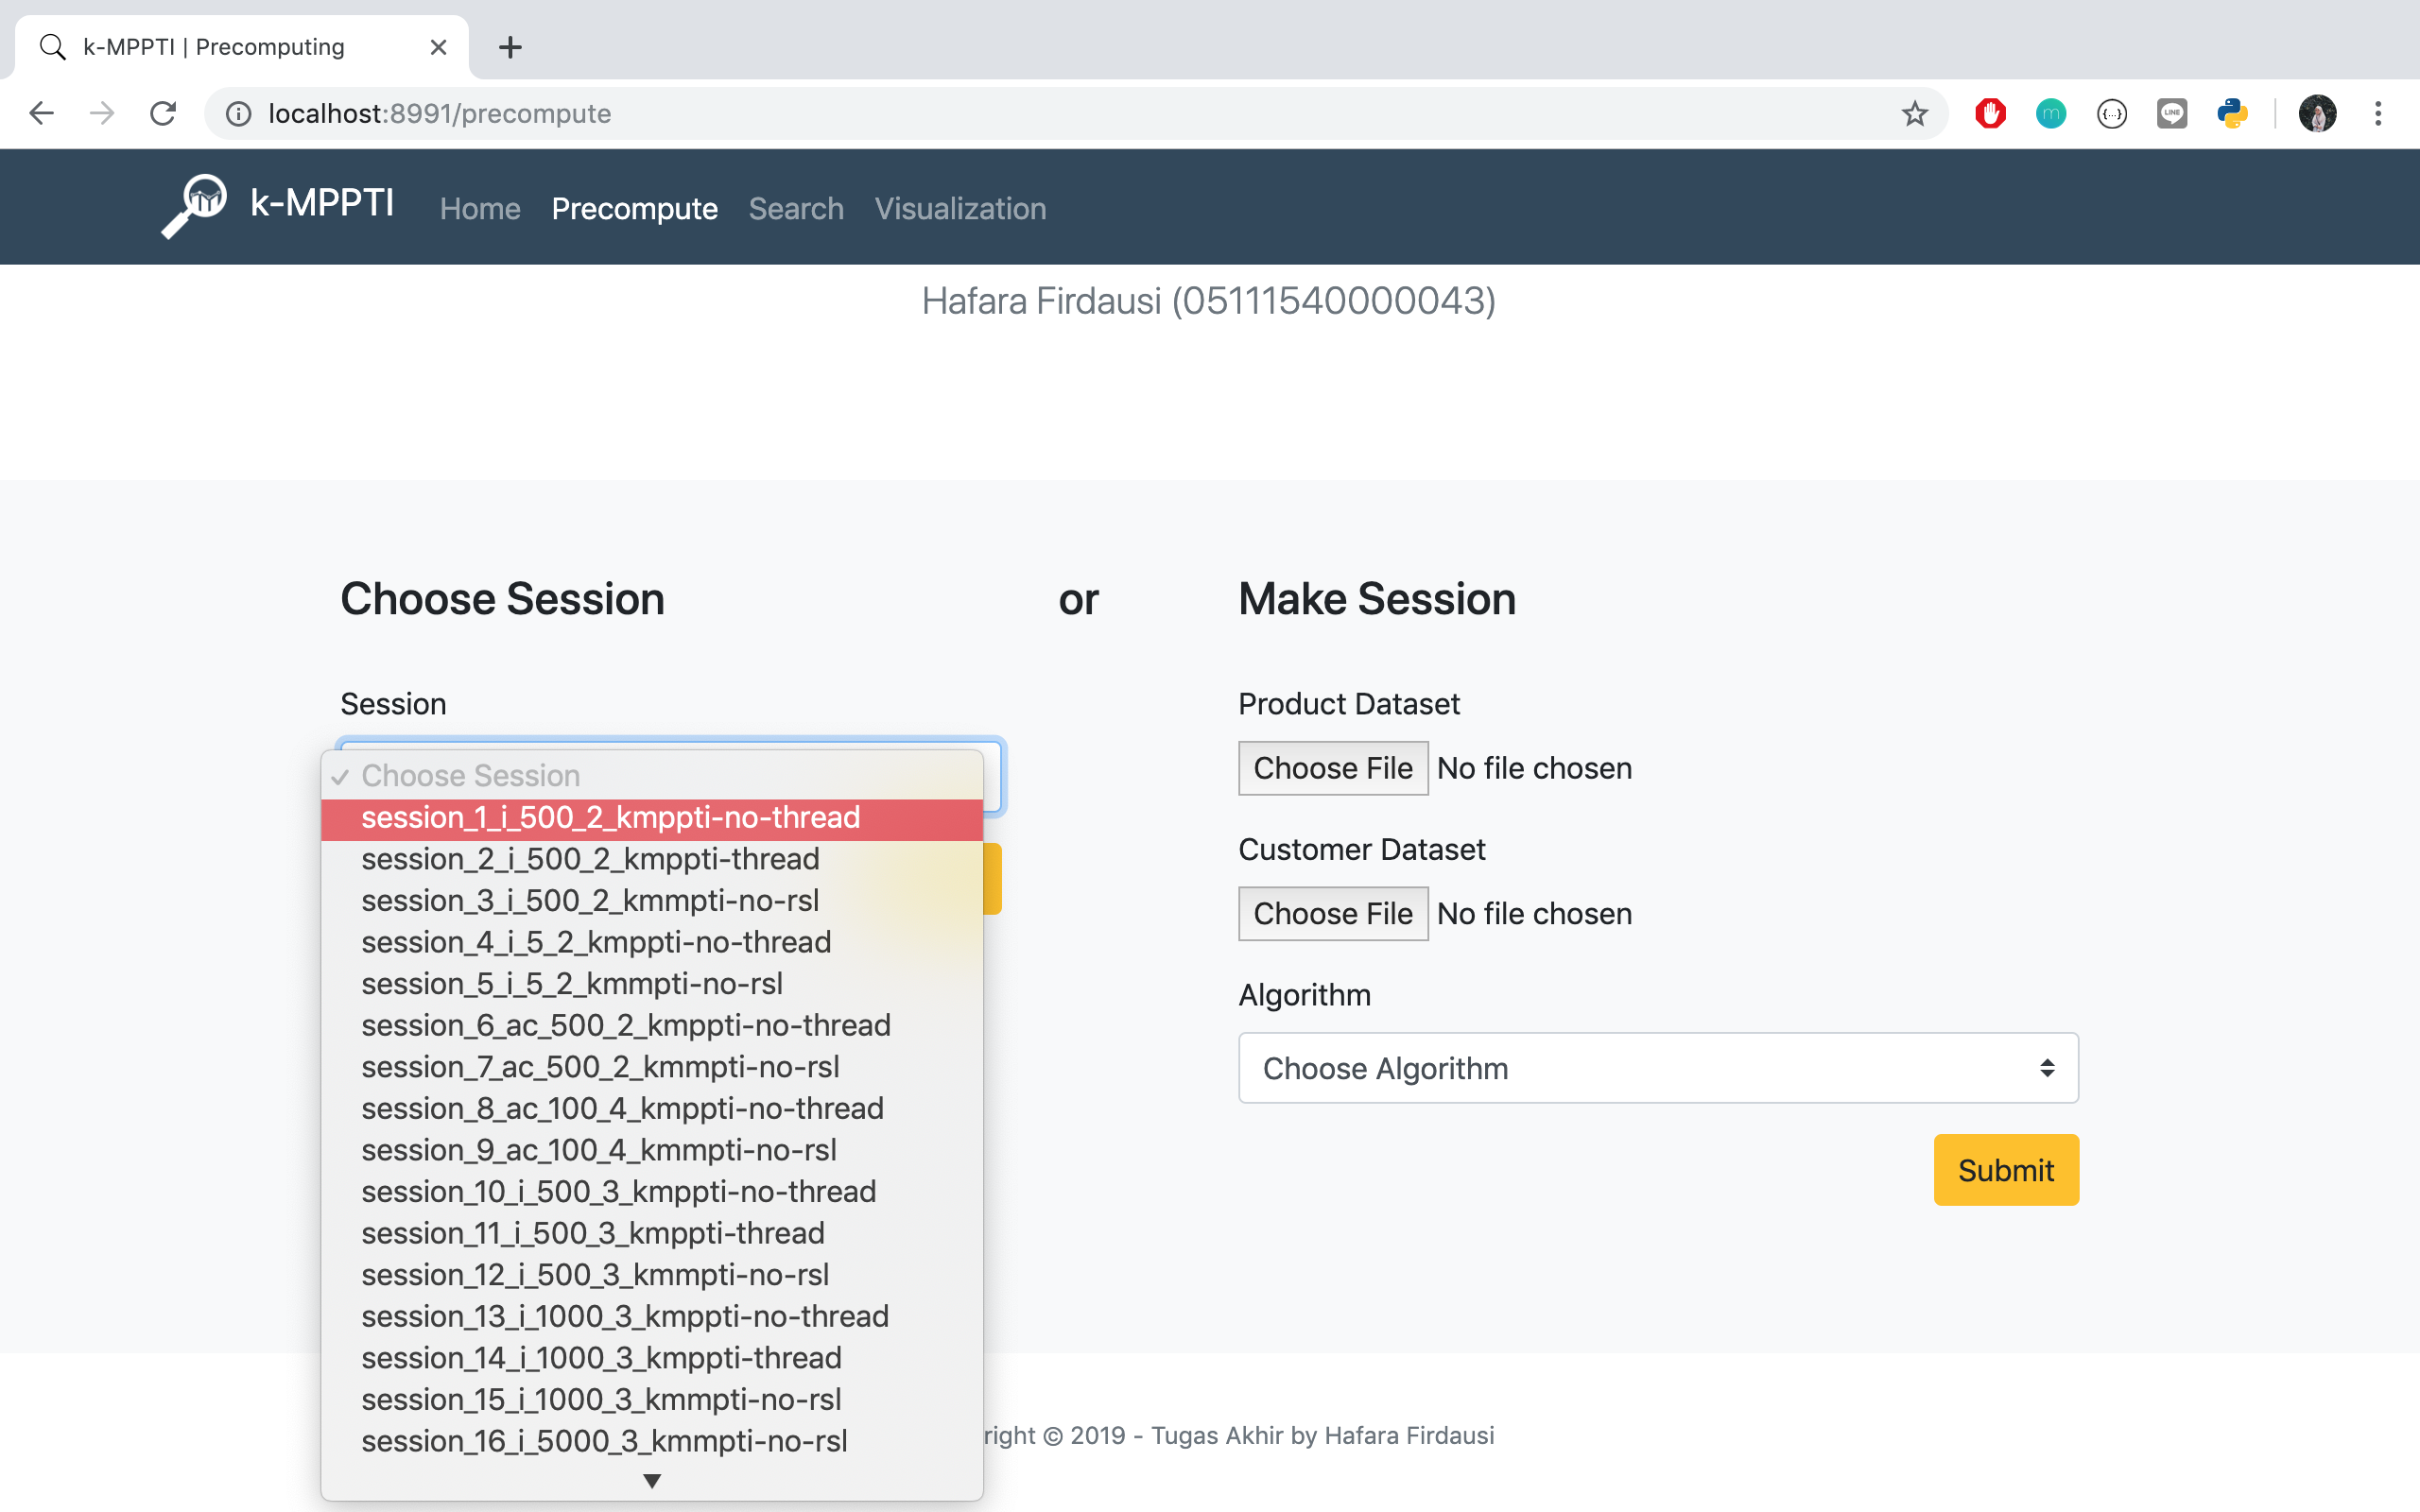 k-MPPTI | Precomputing
localhost:8991/precompute
k-MPPTI Home Precompute Search Visualization
Hafara Firdausi (05111540000043)
Choose Session or Make Session
Session
Choose Session
session_1_i_500_2_kmppti-no-thread
session_2_i_500_2_kmppti-thread
session_3_i_500_2_kmmpti-no-rsl
session_4_i_5_2_kmppti-no-thread
session_5_i_5_2_kmmpti-no-rsl
session_6_ac_500_2_kmppti-no-thread
session_7_ac_500_2_kmmpti-no-rsl
session_8_ac_100_4_kmppti-no-thread
session_9_ac_100_4_kmmpti-no-rsl
session_10_i_500_3_kmppti-no-thread
session_11_i_500_3_kmppti-thread
session_12_i_500_3_kmmpti-no-rsl
session_13_i_1000_3_kmppti-no-thread
session_14_i_1000_3_kmppti-thread
session_15_i_1000_3_kmmpti-no-rsl
session_16_i_5000_3_kmmpti-no-rsl
Product Dataset
Choose File No file chosen
Customer Dataset
Choose File No file chosen
Algorithm
Choose Algorithm
Submit
right © 2019 - Tugas Akhir by Hafara Firdausi